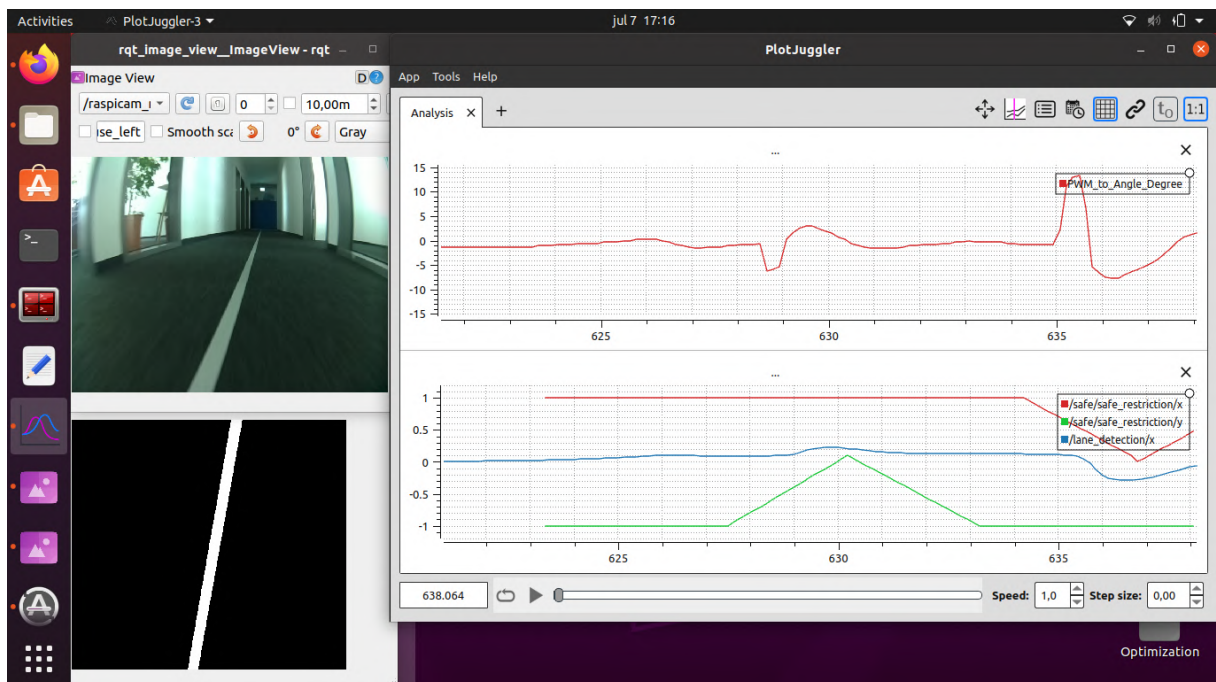 Activities PlotJuggler-3 jul 7 17:16
rqt_image_view__ImageView - rqt
Image View D
/raspicam_ 0 10,00m
ise_left Smooth sca 0° Gray
PlotJuggler
App Tools Help
Analysis
t0 1:1
...
PWM_to_Angle_Degree
15
10
5
0
-5
-10
-15
625 630 635
...
/safe/safe_restriction/x
/safe/safe_restriction/y
/lane_detection/x
1
0.5
0
-0.5
-1
625 630 635
638.064 Speed: 1,0 Step size: 0,00
Optimization